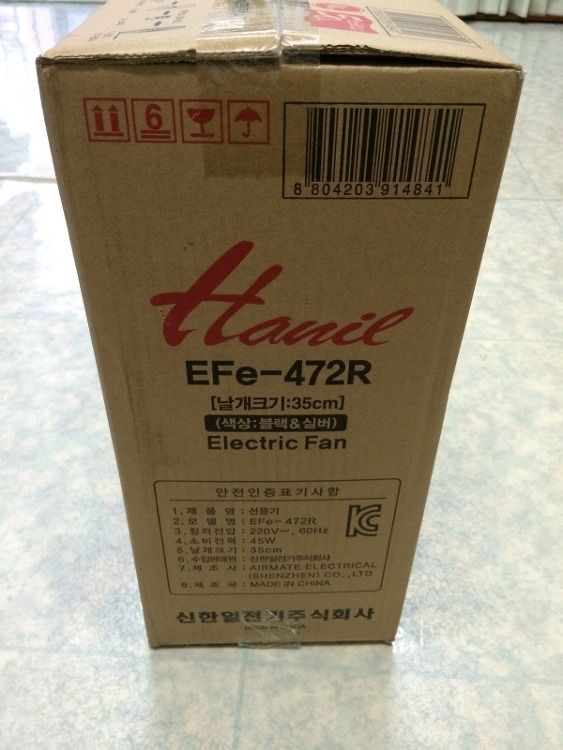 6
8 804203 914841
Hanil
EFe-472R
[날개크기:35cm]
(색상:블랙&실버)
Electric Fan
안전인증표기사항
1. 제 품 명 : 선풍기
2. 모 델 명 : EFe-472R
3. 정격전압 : 220V~, 60Hz
4. 소비전력 : 45W
5. 날개크기 : 35cm
6. 수입판매원 : 신한일전기주식회사
7. 제 조 사 : AIRMATE ELECTRICAL
(SHENZHEN) CO., LTD
8. 제 조 국 : MADE IN CHINA
신한일전기주식회사
MADE IN CHINA